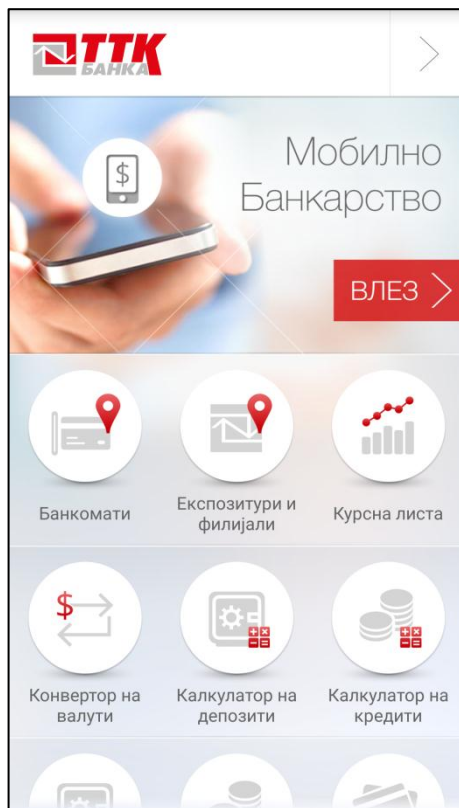 ТТК
БАНКА
Мобилно
Банкарство
ВЛЕЗ
Банкомати
Експозитури и
филијали
Курсна листа
Конвертор на
валути
Калкулатор на
депозити
Калкулатор на
кредити